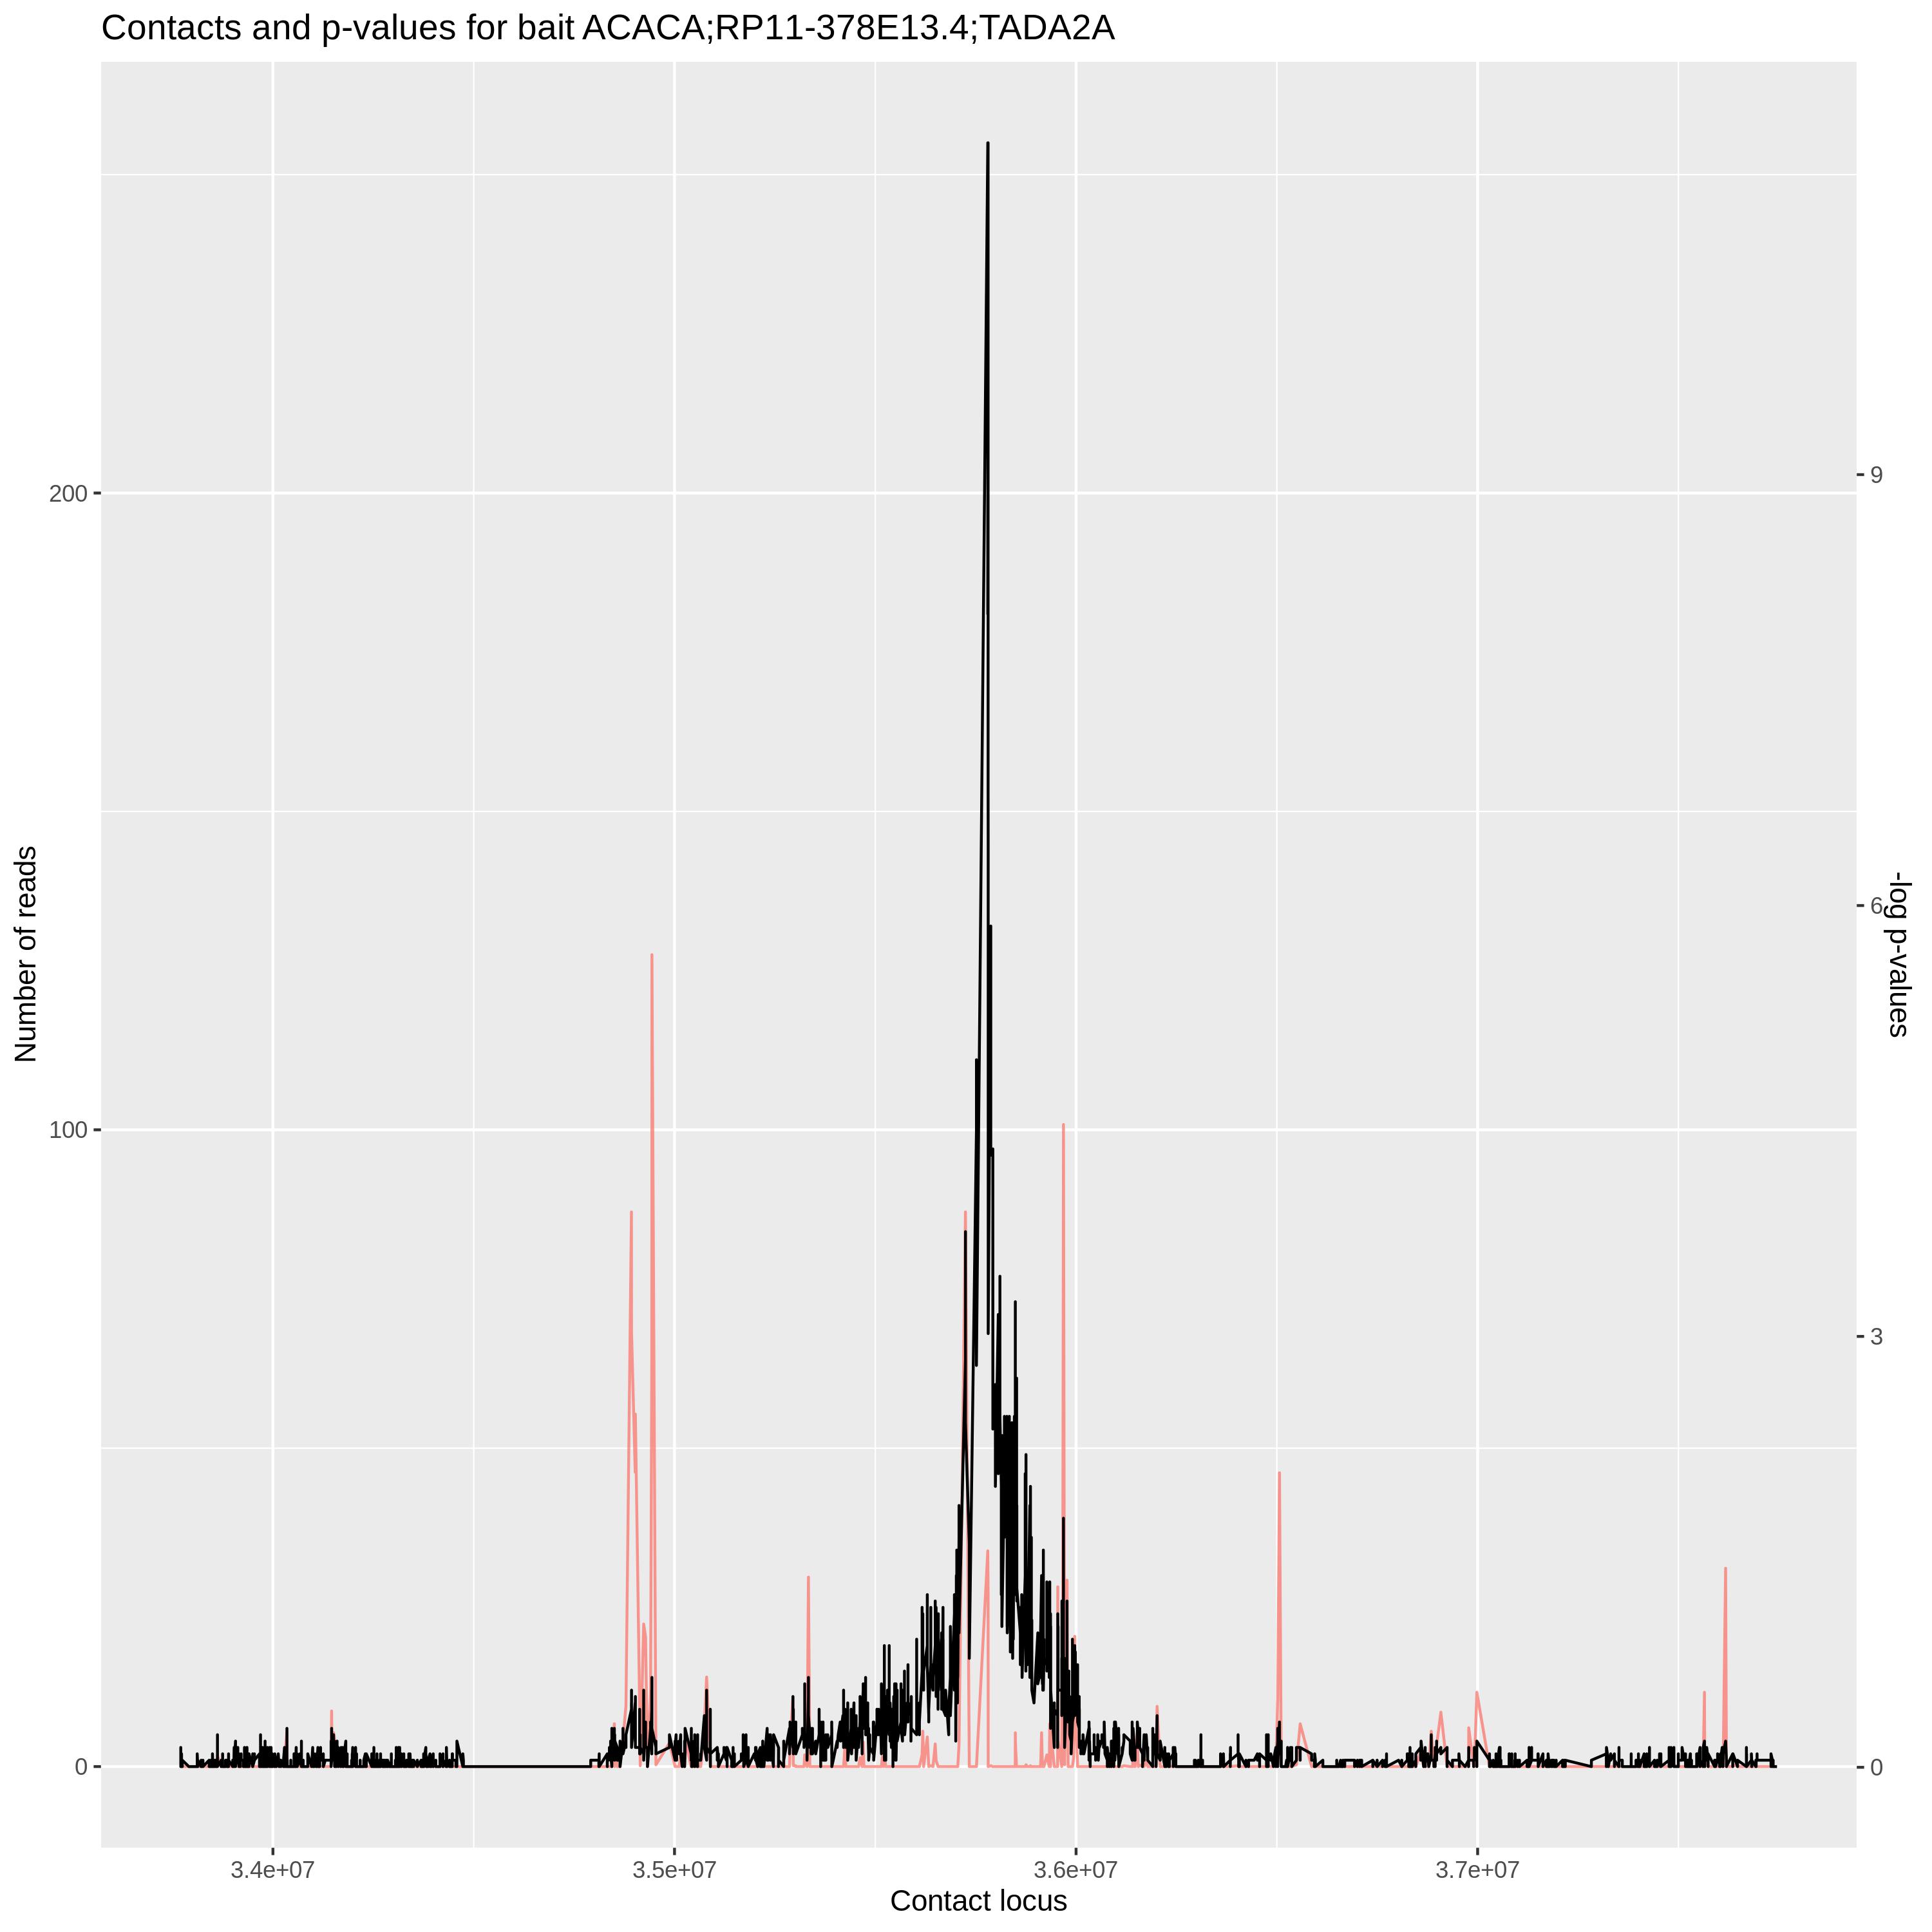 Contacts and p-values for bait ACACA;RP11-378E13.4;TADA2A
Number of reads
200
100
0
9
6
3
0
-log p-values
3.4e+07 3.5e+07 3.6e+07 3.7e+07
Contact locus